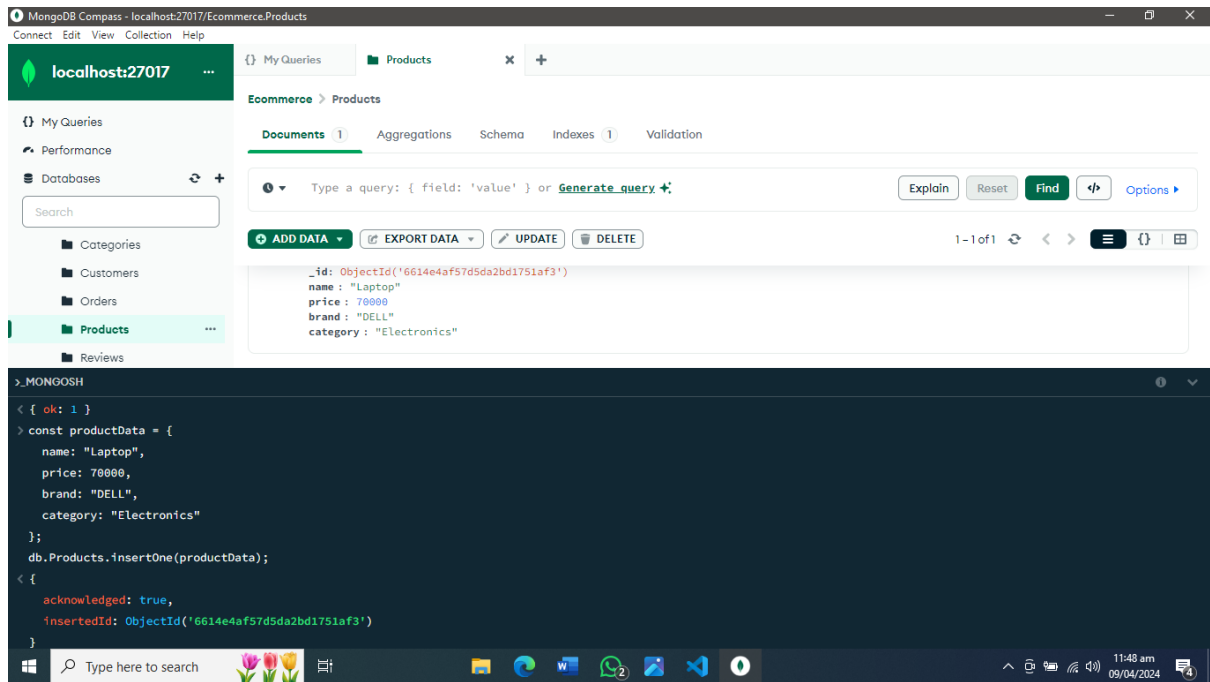 MongoDB Compass - localhost:27017/Ecommerce.Products
Connect Edit View Collection Help
localhost:27017 ...
{} My Queries
Performance
Databases
Search
Categories
Customers
Orders
Products ...
Reviews
{} My Queries Products
Ecommerce > Products
Documents 1 Aggregations Schema Indexes 1 Validation
Type a query: { field: 'value' } or Generate query
Explain Reset Find </> Options
ADD DATA EXPORT DATA UPDATE DELETE
1-1 of 1 {}
_id: ObjectId('6614e4af57d5da2bd1751af3')
name : "Laptop"
price : 70000
brand : "DELL"
category : "Electronics"
>_MONGOSH
< { ok: 1 }
> const productData = {
name: "Laptop",
price: 70000,
brand: "DELL",
category: "Electronics"
};
db.Products.insertOne(productData);
< {
acknowledged: true,
insertedId: ObjectId('6614e4af57d5da2bd1751af3')
}
Type here to search
2
11:48 am
09/04/2024
4